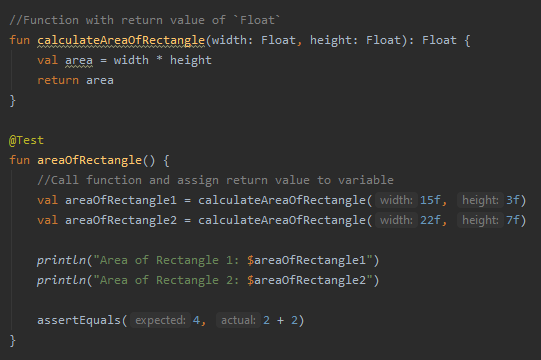 //Function with return value of `Float`
fun calculateAreaOfRectangle(width: Float, height: Float): Float {
    val area = width * height
    return area
}

@Test
fun areaOfRectangle() {
    //Call function and assign return value to variable
    val areaOfRectangle1 = calculateAreaOfRectangle( width: 15f,  height: 3f)
    val areaOfRectangle2 = calculateAreaOfRectangle( width: 22f,  height: 7f)

    println("Area of Rectangle 1: $areaOfRectangle1")
    println("Area of Rectangle 2: $areaOfRectangle2")

    assertEquals( expected: 4,  actual: 2 + 2)
}